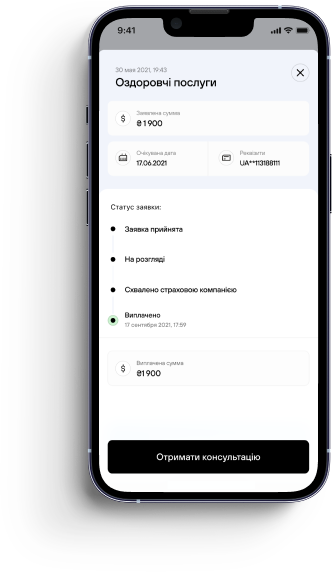 9:41
30 мая 2021, 19:43
Оздоровчі послуги
Заявлена сумма
₴ 1 900
Очікувана дата
17.06.2021
Реквізити
UA**113188111
Статус заявки:
Заявка прийнята
На розгляді
Схвалено страховою компанією
Виплачено
17 сентября 2021, 17:59
Виплачена сумма
₴1 900
Отримати консультацію